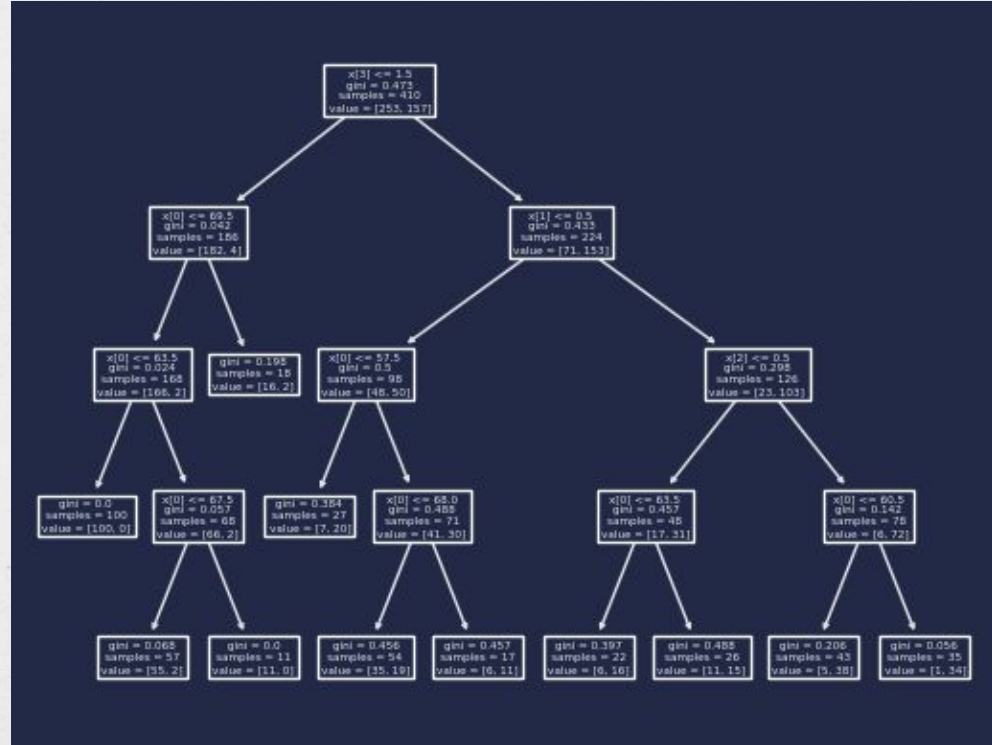 x[3] <= 1.5
gini = 0.473
samples = 410
value = [253, 157]
x[0] <= 69.5
gini = 0.042
samples = 186
value = [182, 4]
x[1] <= 0.5
gini = 0.433
samples = 224
value = [71, 153]
x[0] <= 63.5
gini = 0.024
samples = 168
value = [166, 2]
gini = 0.198
samples = 18
value = [16, 2]
x[0] <= 57.5
gini = 0.5
samples = 98
value = [48, 50]
x[2] <= 0.5
gini = 0.298
samples = 126
value = [23, 103]
gini = 0.0
samples = 100
value = [100, 0]
x[0] <= 67.5
gini = 0.057
samples = 68
value = [66, 2]
gini = 0.384
samples = 27
value = [7, 20]
x[0] <= 68.0
gini = 0.488
samples = 71
value = [41, 30]
x[0] <= 63.5
gini = 0.457
samples = 48
value = [17, 31]
x[0] <= 60.5
gini = 0.142
samples = 78
value = [6, 72]
gini = 0.068
samples = 57
value = [55, 2]
gini = 0.0
samples = 11
value = [11, 0]
gini = 0.456
samples = 54
value = [35, 19]
gini = 0.457
samples = 17
value = [6, 11]
gini = 0.397
samples = 22
value = [6, 16]
gini = 0.488
samples = 26
value = [11, 15]
gini = 0.206
samples = 43
value = [5, 38]
gini = 0.056
samples = 35
value = [1, 34]